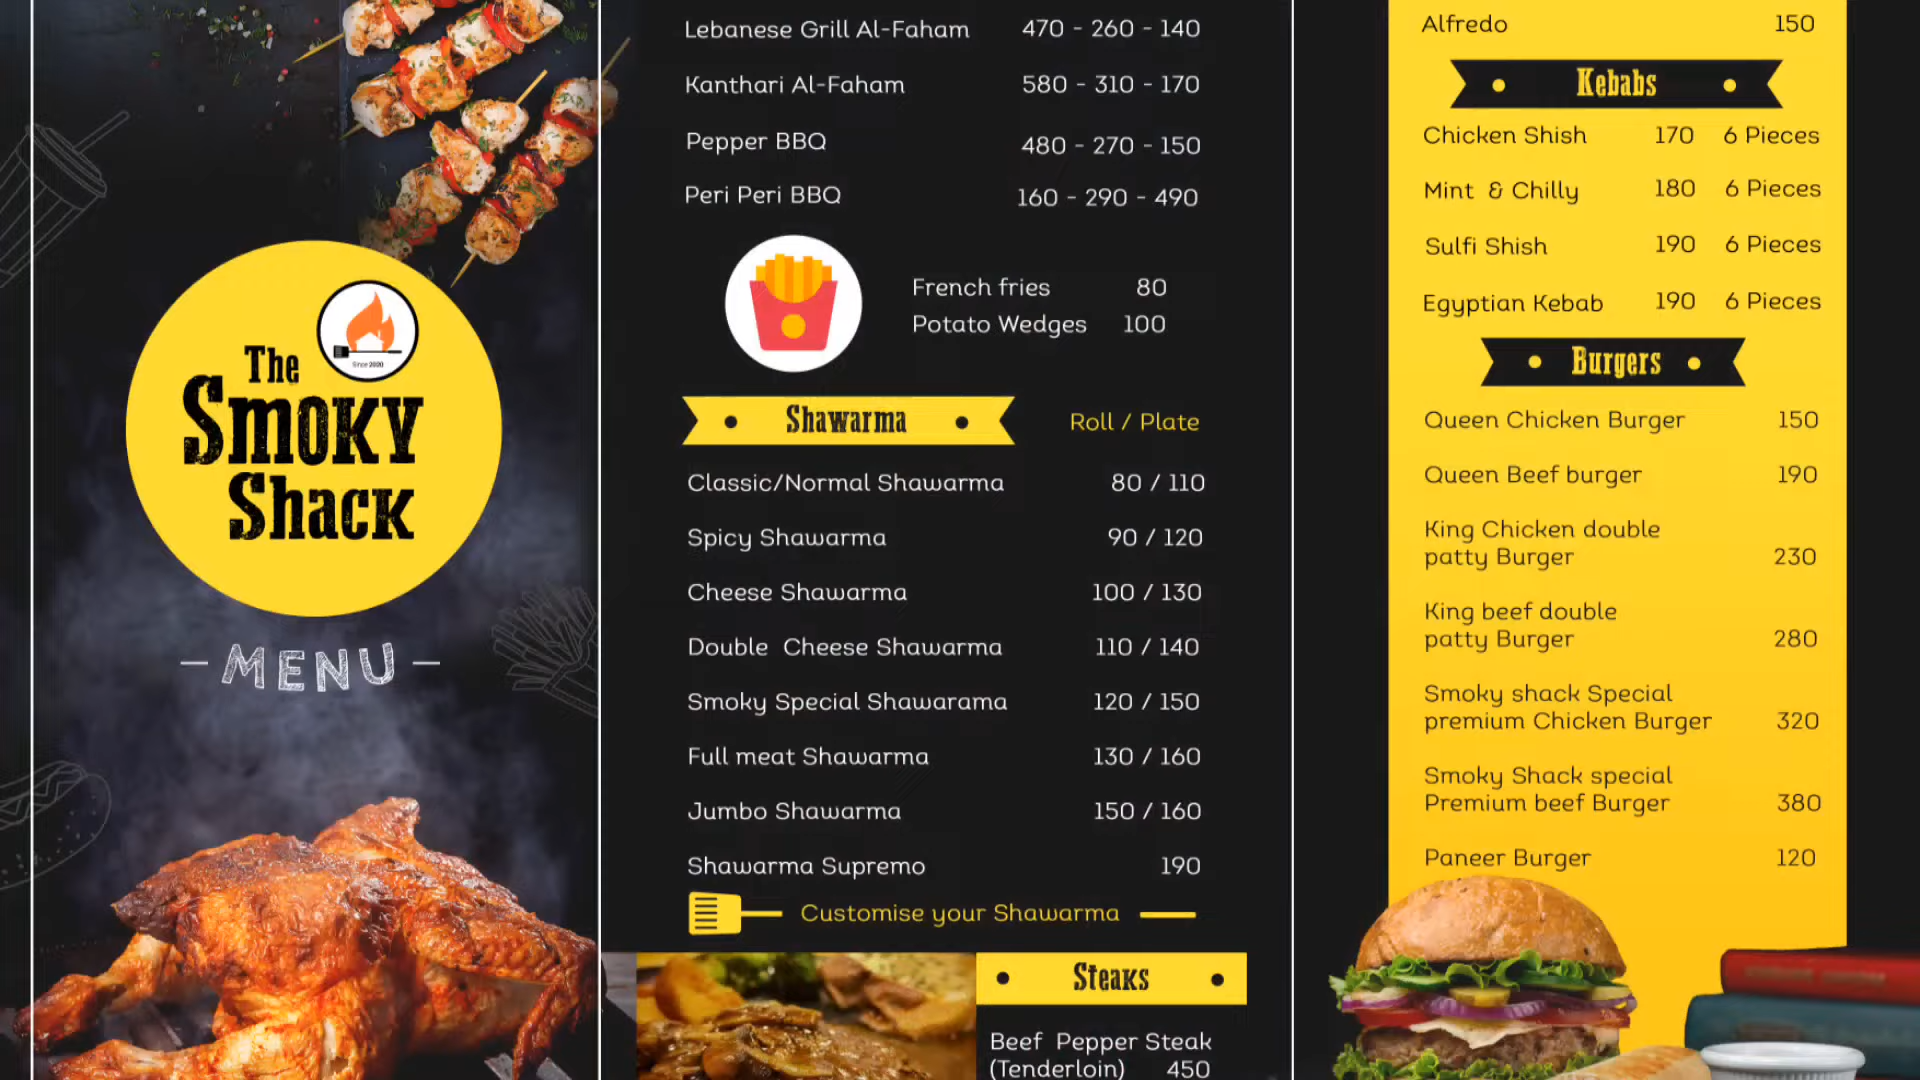 Since 2000
The
Smoky
Shack
MENU
Lebanese Grill Al-Faham 470 - 260 - 140
Kanthari Al-Faham 580 - 310 - 170
Pepper BBQ 480 - 270 - 150
Peri Peri BBQ 160 - 290 - 490
French fries 80
Potato Wedges 100
Shawarma Roll / Plate
Classic/Normal Shawarma 80 / 110
Spicy Shawarma 90 / 120
Cheese Shawarma 100 / 130
Double Cheese Shawarma 110 / 140
Smoky Special Shawarama 120 / 150
Full meat Shawarma 130 / 160
Jumbo Shawarma 150 / 160
Shawarma Supremo 190
Customise your Shawarma
Steaks
Beef Pepper Steak
(Tenderloin) 450
Alfredo 150
Kebabs
Chicken Shish 170 6 Pieces
Mint & Chilly 180 6 Pieces
Sulfi Shish 190 6 Pieces
Egyptian Kebab 190 6 Pieces
Burgers
Queen Chicken Burger 150
Queen Beef burger 190
King Chicken double
patty Burger 230
King beef double
patty Burger 280
Smoky shack Special
premium Chicken Burger 320
Smoky Shack special
Premium beef Burger 380
Paneer Burger 120